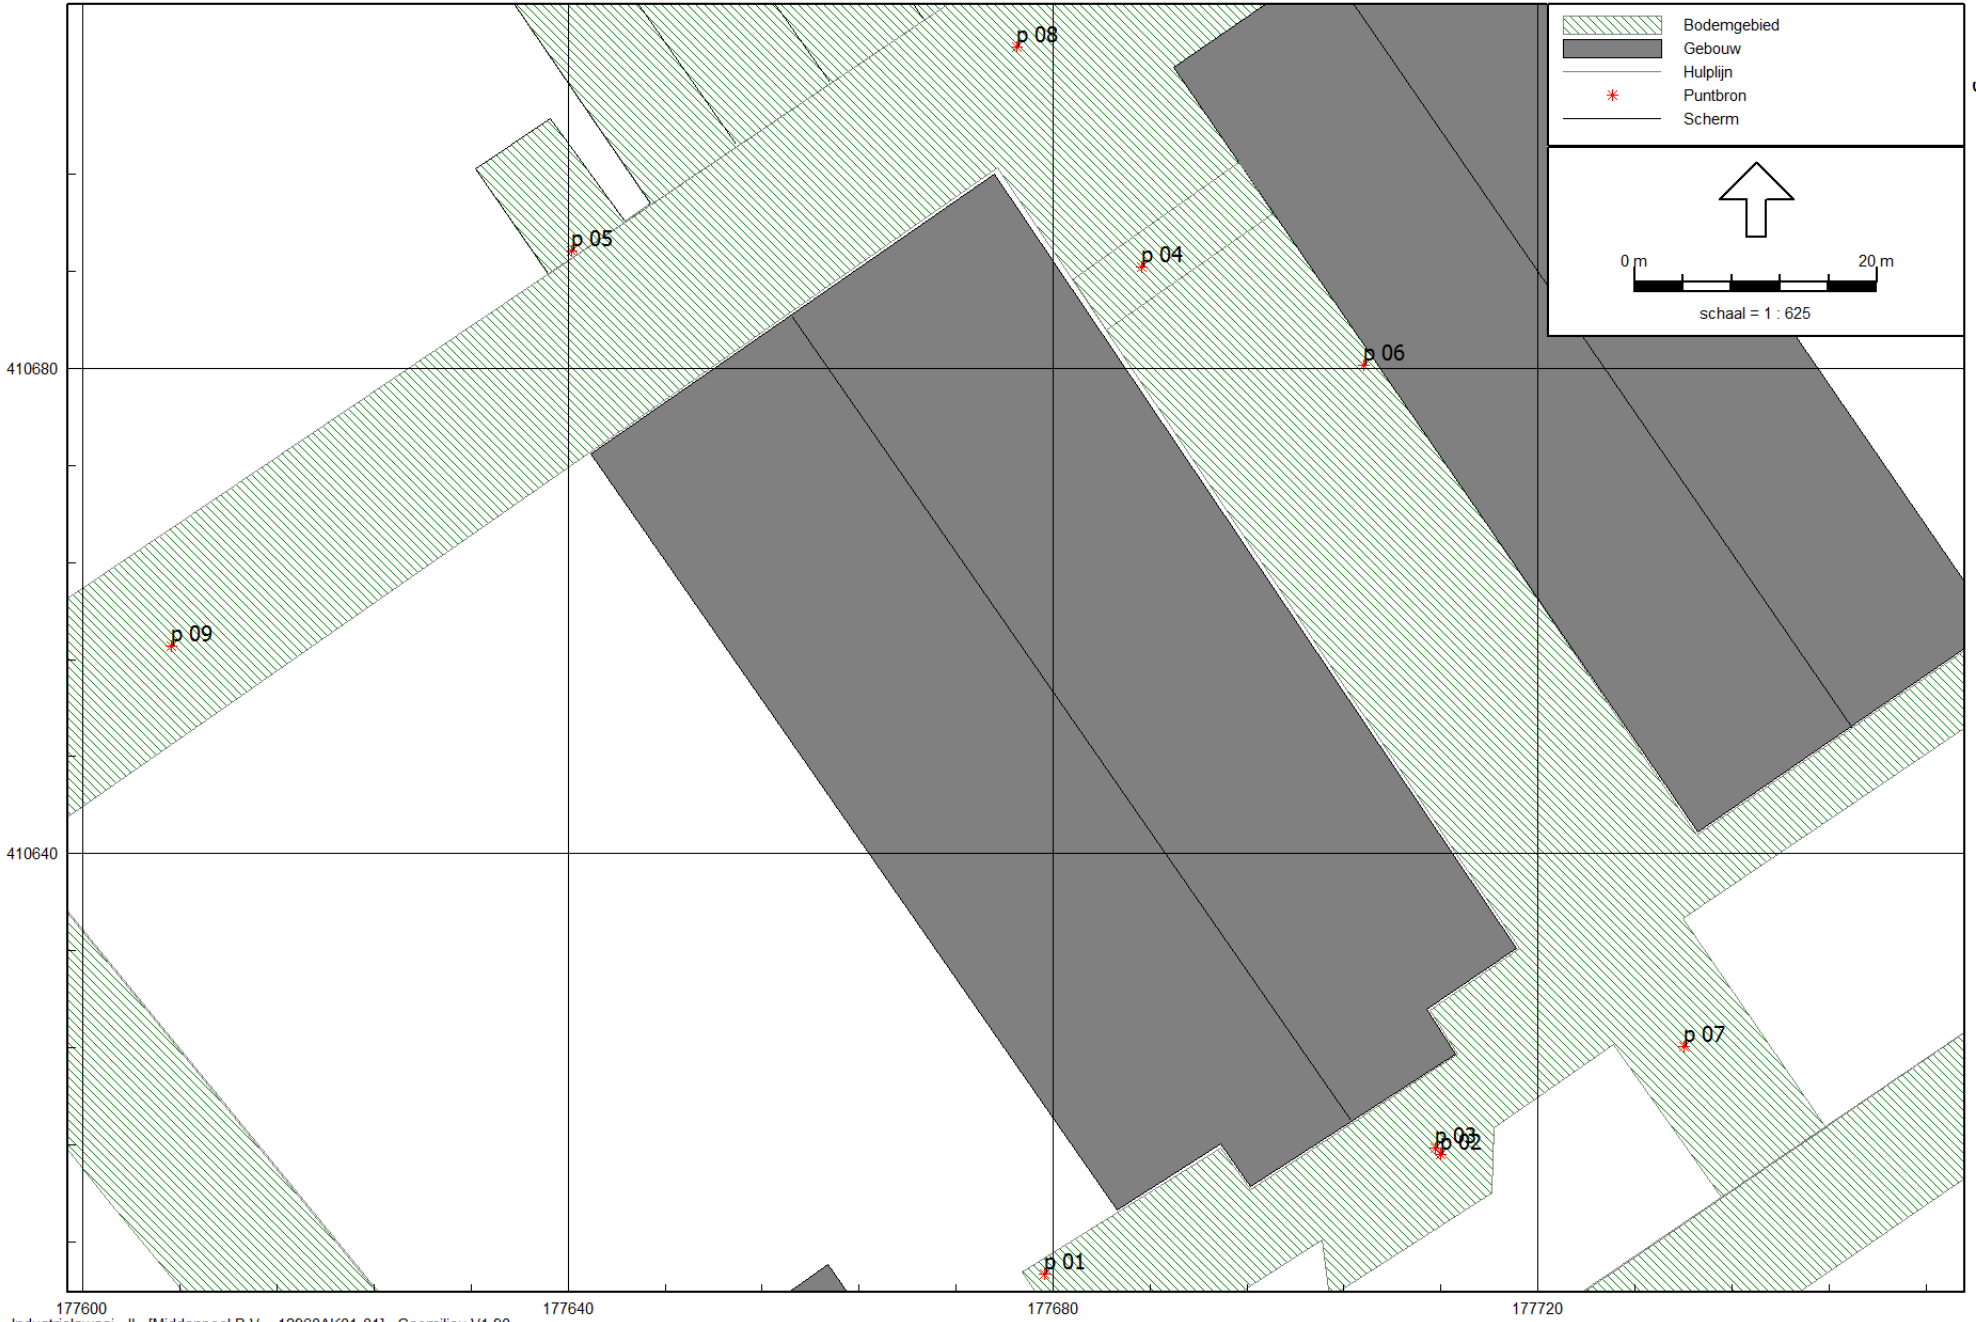 p 08
Bodemgebied
Gebouw
Hulplijn
Puntbron
Scherm
p 05
p 04
0 m 20 m
schaal = 1 : 625
p 06
410680
p 09
410640
p 07
p 03
p 02
p 01
177600 177640 177680 177720